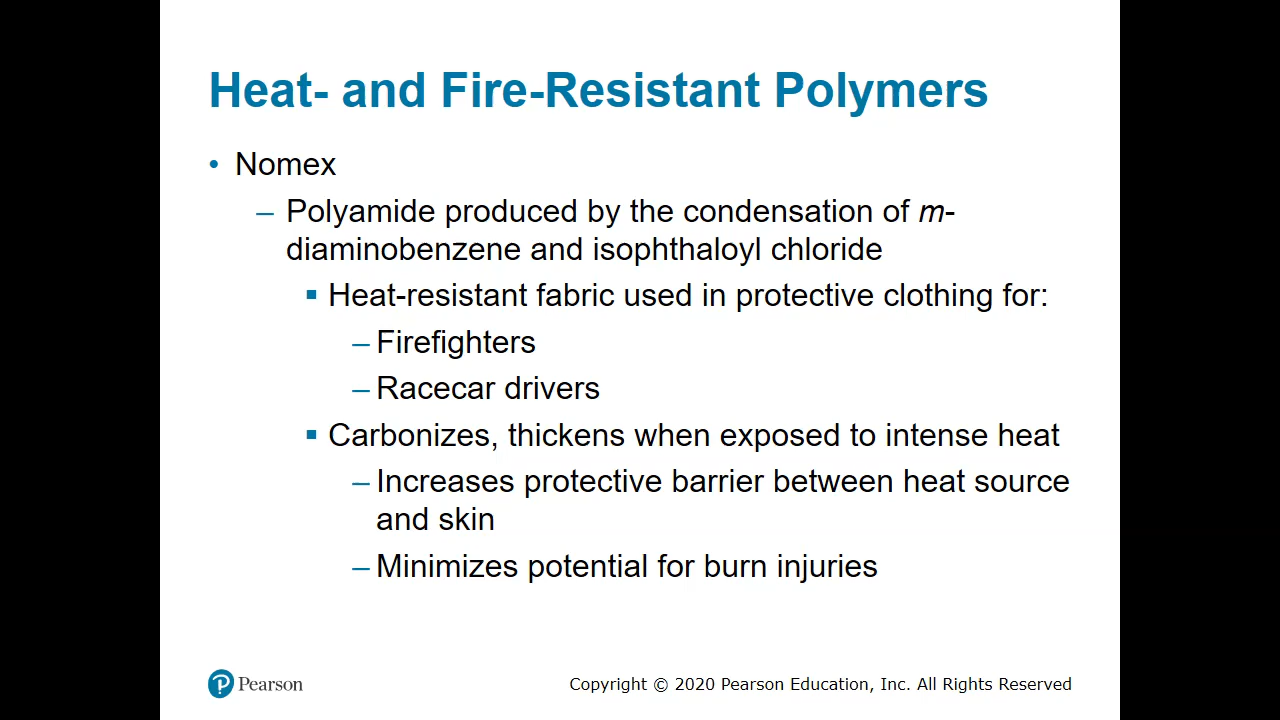 Heat- and Fire-Resistant Polymers
• Nomex
– Polyamide produced by the condensation of m-
diaminobenzene and isophthaloyl chloride
▪ Heat-resistant fabric used in protective clothing for:
– Firefighters
– Racecar drivers
▪ Carbonizes, thickens when exposed to intense heat
– Increases protective barrier between heat source
and skin
– Minimizes potential for burn injuries
Pearson
Copyright © 2020 Pearson Education, Inc. All Rights Reserved